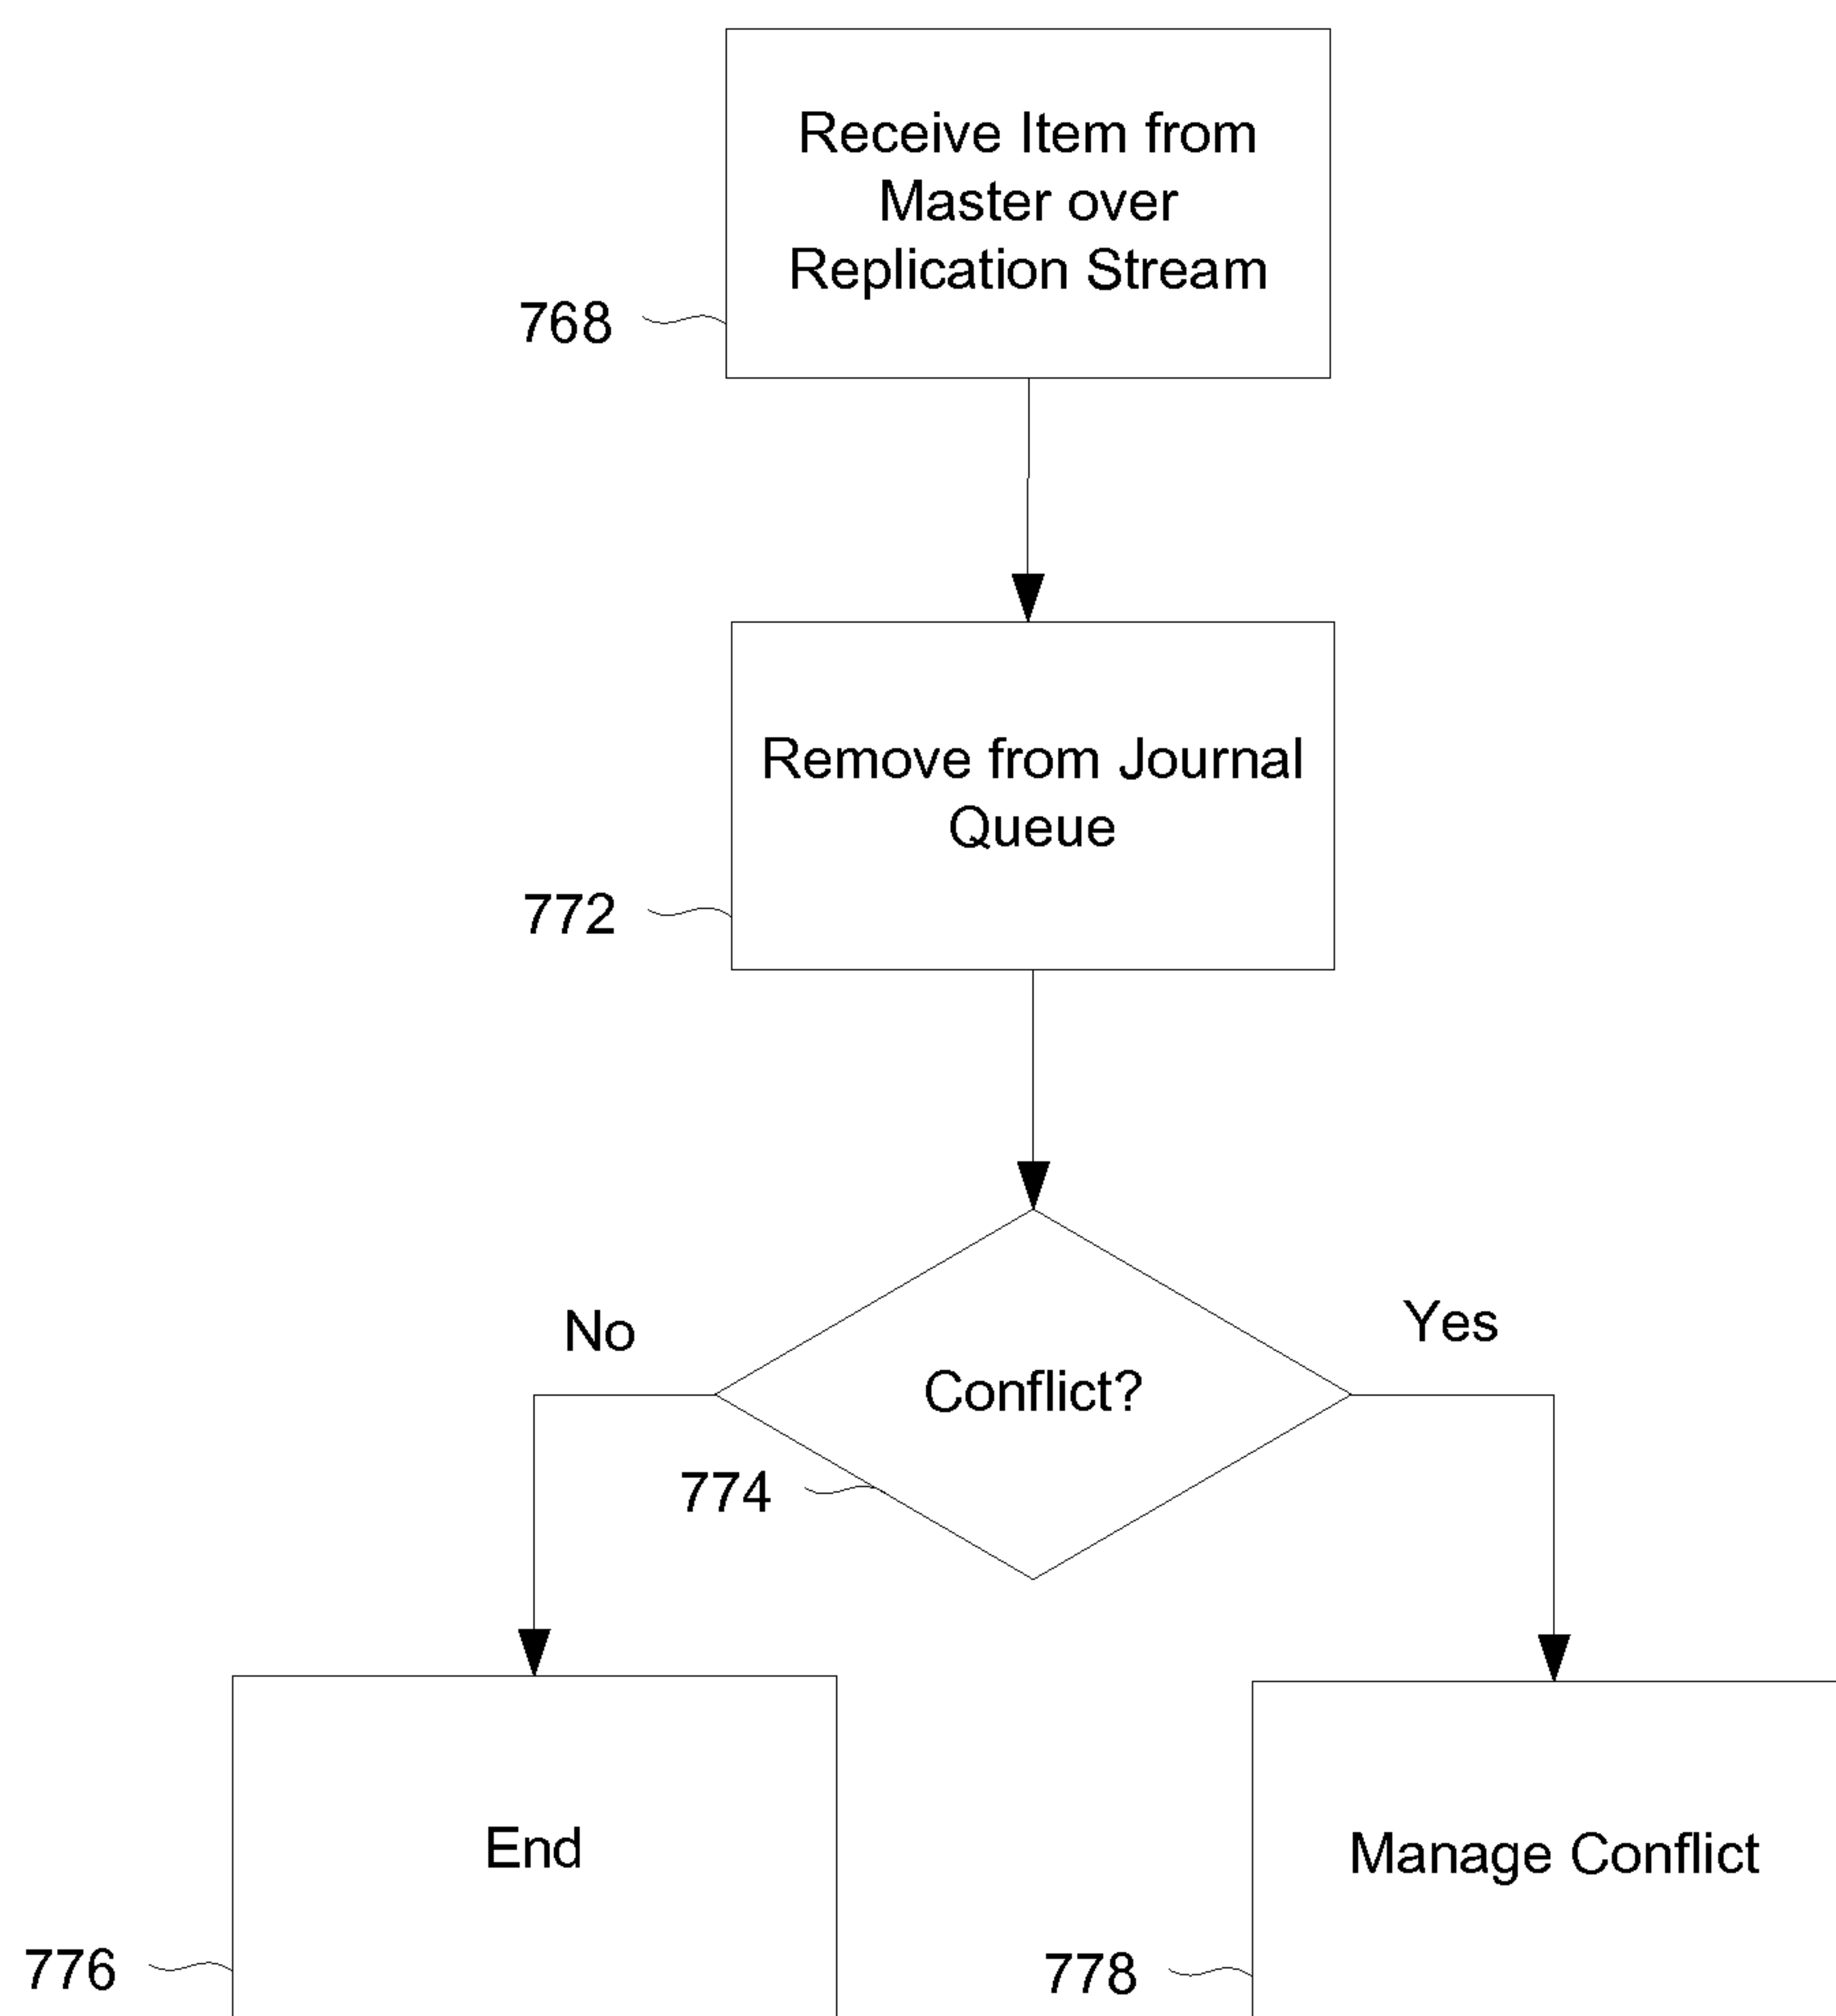 Receive Item from
Master over
Replication Stream
768
Remove from Journal
Queue
772
No
Yes
Conflict?
774
End
Manage Conflict
776
778